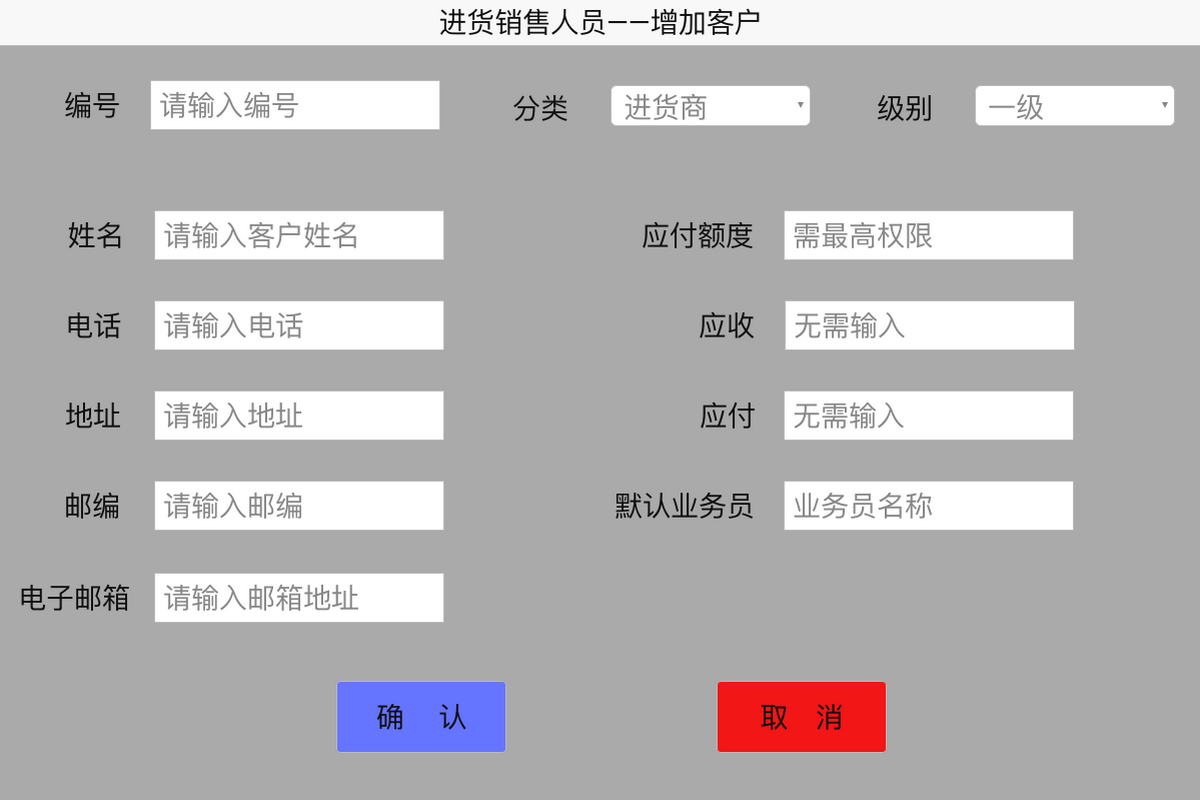 进货销售人员——增加客户
编号 请输入编号 分类 进货商 级别 一级
姓名 请输入客户姓名 应付额度 需最高权限
电话 请输入电话 应收 无需输入
地址 请输入地址 应付 无需输入
邮编 请输入邮编 默认业务员 业务员名称
电子邮箱 请输入邮箱地址
确 认 取 消